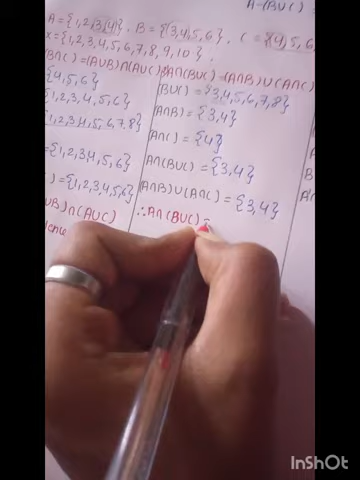 A-(BUC) =
A={1,2,3,4}. B={3,4,5,6}, C={4,5,6,
x={1,2,3,4,5,6,7,8,9,10}.
(B∩C)=(AUB)∩(AUC)
{4,5,6}
{1,2,3,4,5,6}
{1,2,3,4,5,6,7,8}
={1,2,3,4,5,6}
)={1,2,3,4,5,6}
UB)∩(AUC)
A∩(BUC)=(A∩B)U(A∩C)
(BUC)={3,4,5,6,7,8}
(A∩B)={3,4}
(A∩C)={4}
A∩(BUC)={3,4}
(A∩B)U(A∩C)={3,4}
∴A∩(BUC)=
InShOt